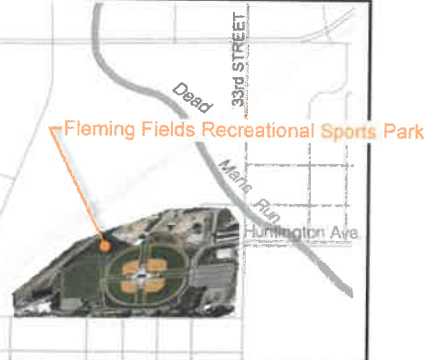 33rd STREET
Dead
Fleming Fields Recreational Sports Park
Mans Run
Huntington Ave.